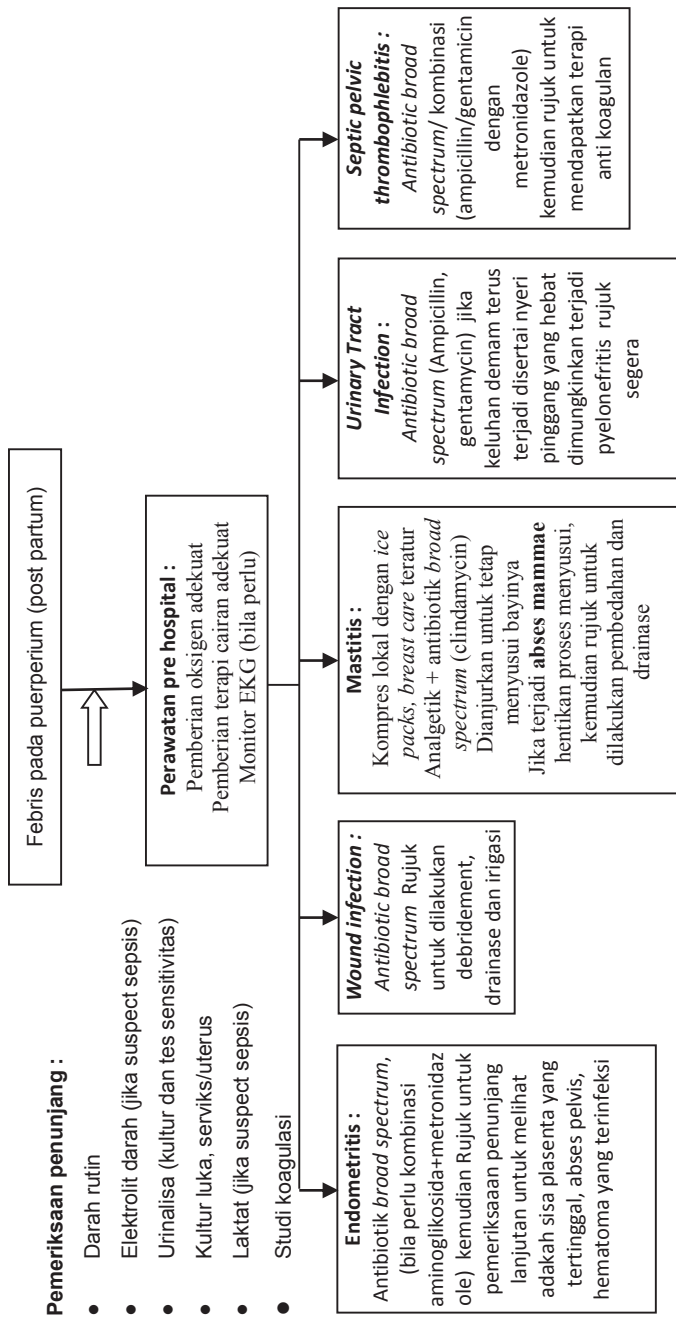 Febris pada puerperium (post partum)
Pemeriksaan penunjang :
● Darah rutin
● Elektrolit darah (jika suspect sepsis)
● Urinalisa (kultur dan tes sensitivitas)
● Kultur luka, serviks/uterus
● Laktat (jika suspect sepsis)
● Studi koagulasi
Perawatan pre hospital :
Pemberian oksigen adekuat
Pemberian terapi cairan adekuat
Monitor EKG (bila perlu)
Endometritis :
Antibiotik broad spectrum,
(bila perlu kombinasi
aminoglikosida+metronidaz
ole) kemudian Rujuk untuk
pemeriksaaan penunjang
lanjutan untuk melihat
adakah sisa plasenta yang
tertinggal, abses pelvis,
hematoma yang terinfeksi
Wound infection :
Antibiotic broad
spectrum Rujuk
untuk dilakukan
debridement,
drainase dan irigasi
Mastitis :
Kompres lokal dengan ice
packs, breast care teratur
Analgetik + antibiotik broad
spectrum (clindamycin)
Dianjurkan untuk tetap
menyusui bayinya
Jika terjadi abses mammae
hentikan proses menyusui,
kemudian rujuk untuk
dilakukan pembedahan dan
drainase
Urinary Tract
Infection :
Antibiotic broad
spectrum (Ampicillin,
gentamycin) jika
keluhan demam terus
terjadi disertai nyeri
pinggang yang hebat
dimungkinkan terjadi
pyelonefritis rujuk
segera
Septic pelvic
thrombophlebitis :
Antibiotic broad
spectrum/ kombinasi
(ampicillin/gentamicin
dengan
metronidazole)
kemudian rujuk untuk
mendapatkan terapi
anti koagulan